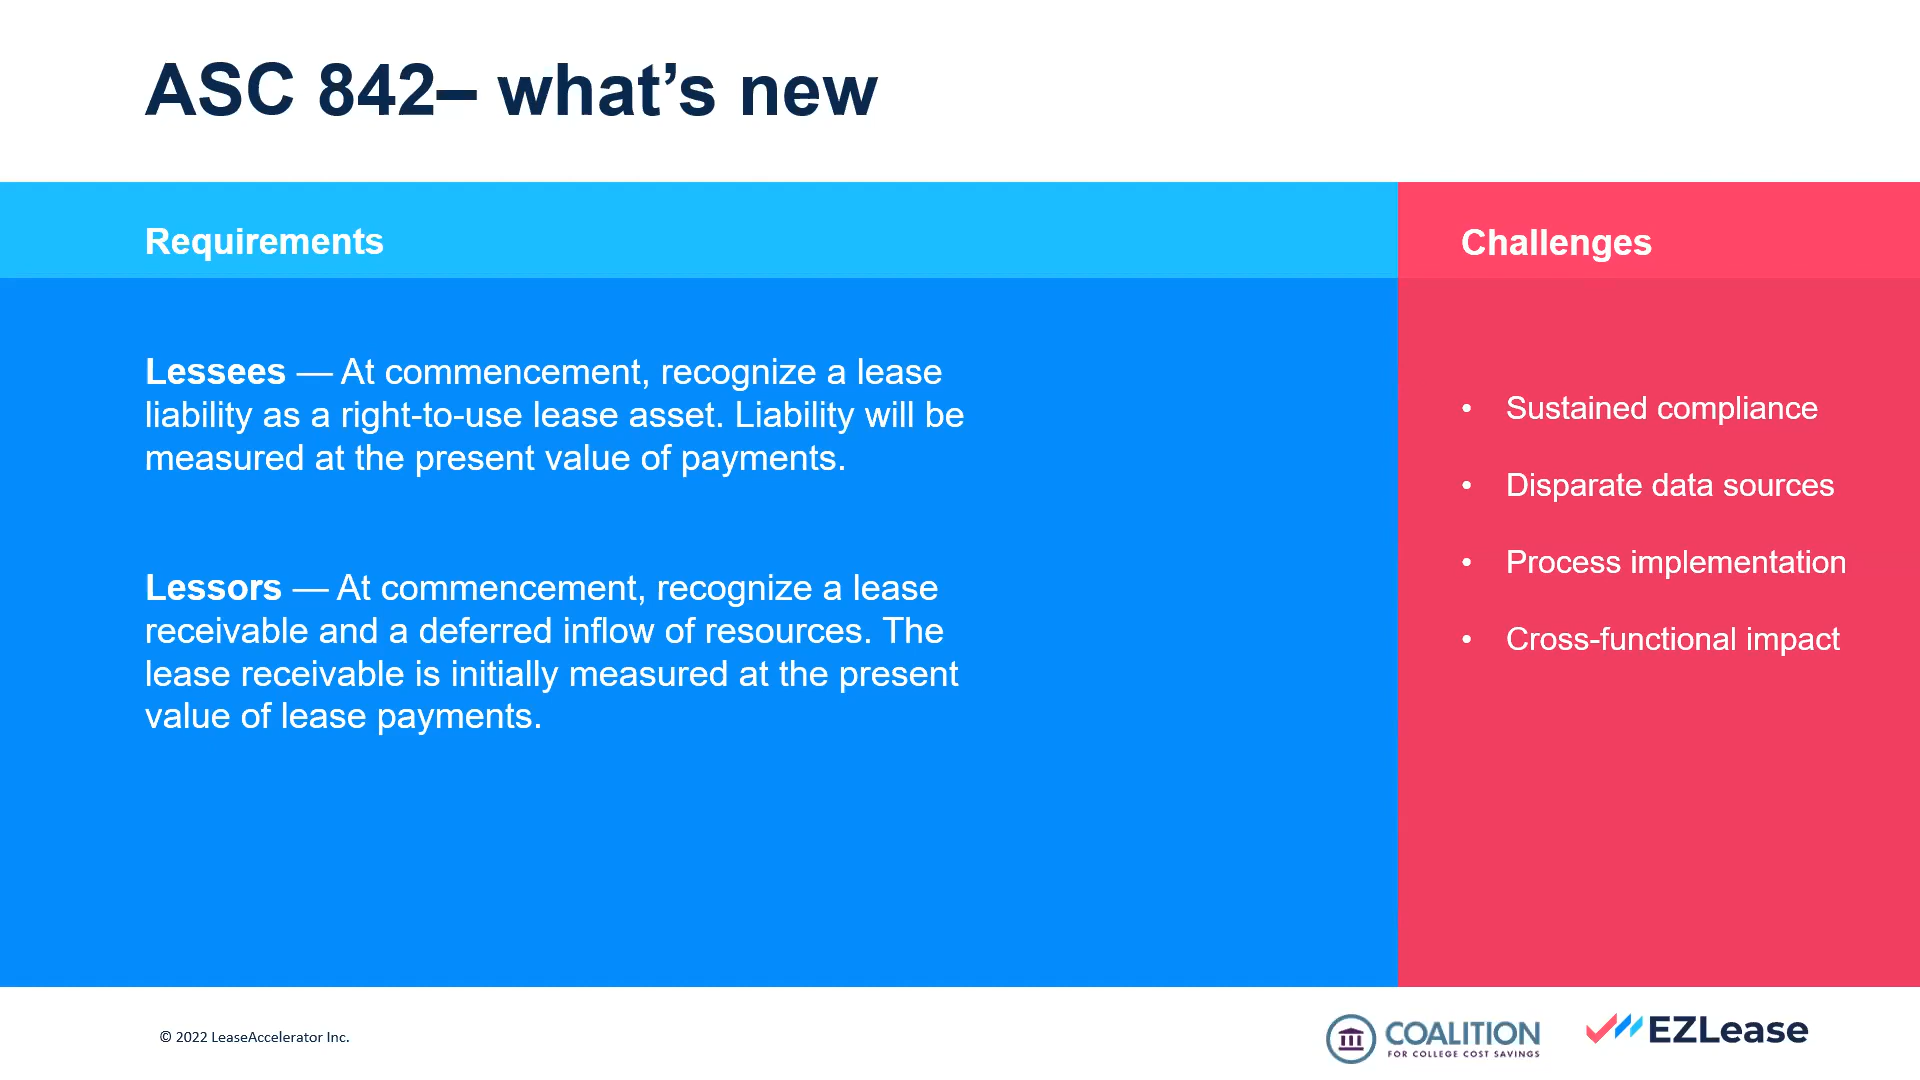 ASC 842– what’s new
Requirements
Lessees — At commencement, recognize a lease
liability as a right-to-use lease asset. Liability will be
measured at the present value of payments.
Lessors — At commencement, recognize a lease
receivable and a deferred inflow of resources. The
lease receivable is initially measured at the present
value of lease payments.
Challenges
• Sustained compliance
• Disparate data sources
• Process implementation
• Cross-functional impact
© 2022 LeaseAccelerator Inc.
COALITION
FOR COLLEGE COST SAVINGS
EZLease